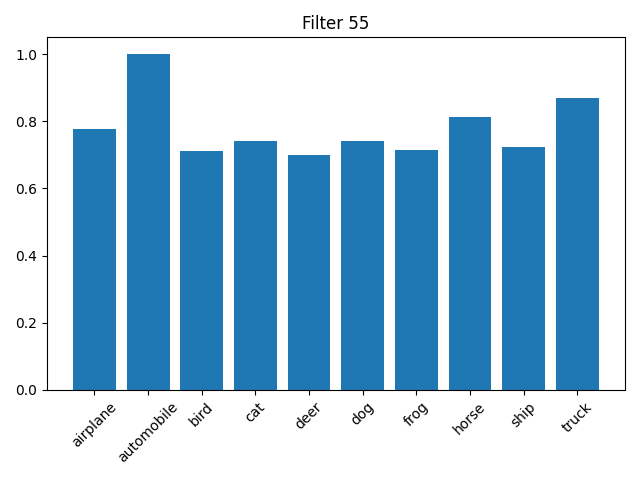 Filter 55
1.0
0.8
0.6
0.4
0.2
0.0
airplane
automobile
bird
cat
deer
dog
frog
horse
ship
truck